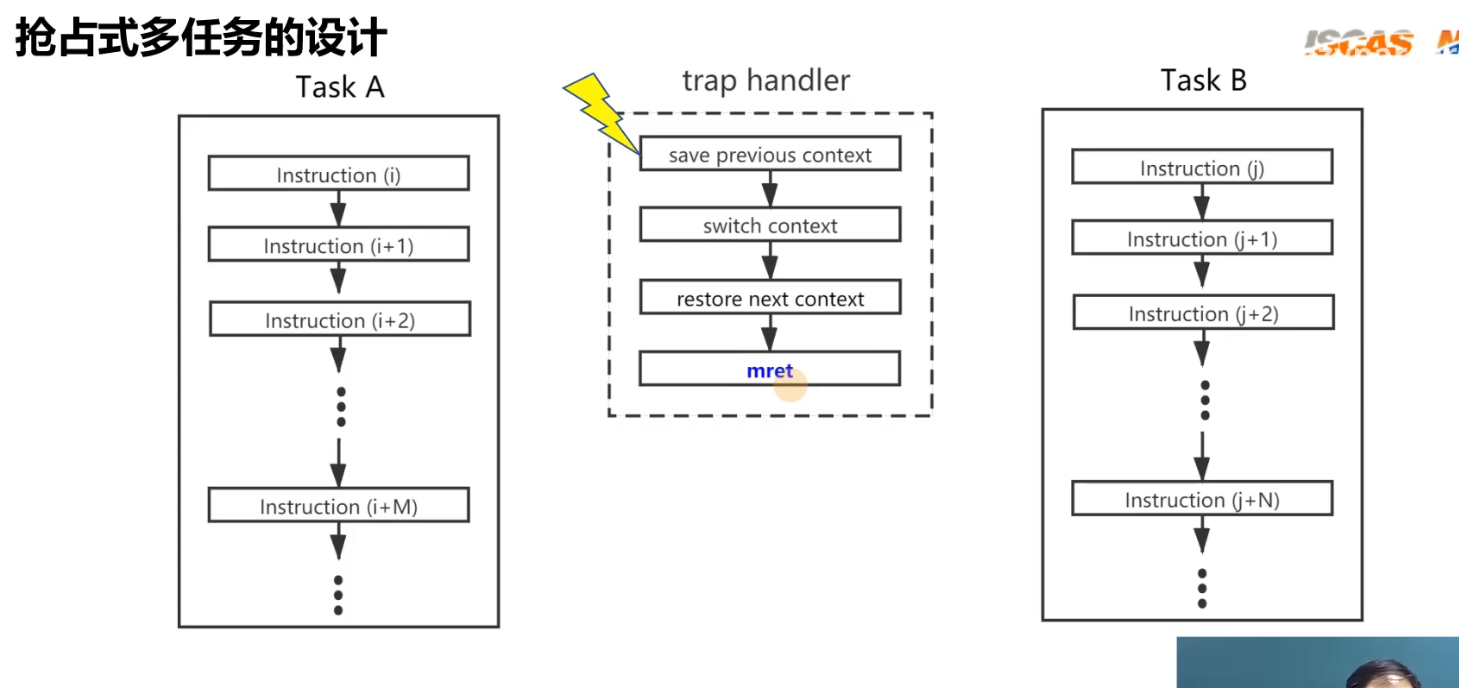 抢占式多任务的设计
ISCAS
Task A
trap handler
Task B
Instruction (i)
Instruction (i+1)
Instruction (i+2)
Instruction (i+M)
save previous context
switch context
restore next context
mret
Instruction (j)
Instruction (j+1)
Instruction (j+2)
Instruction (j+N)